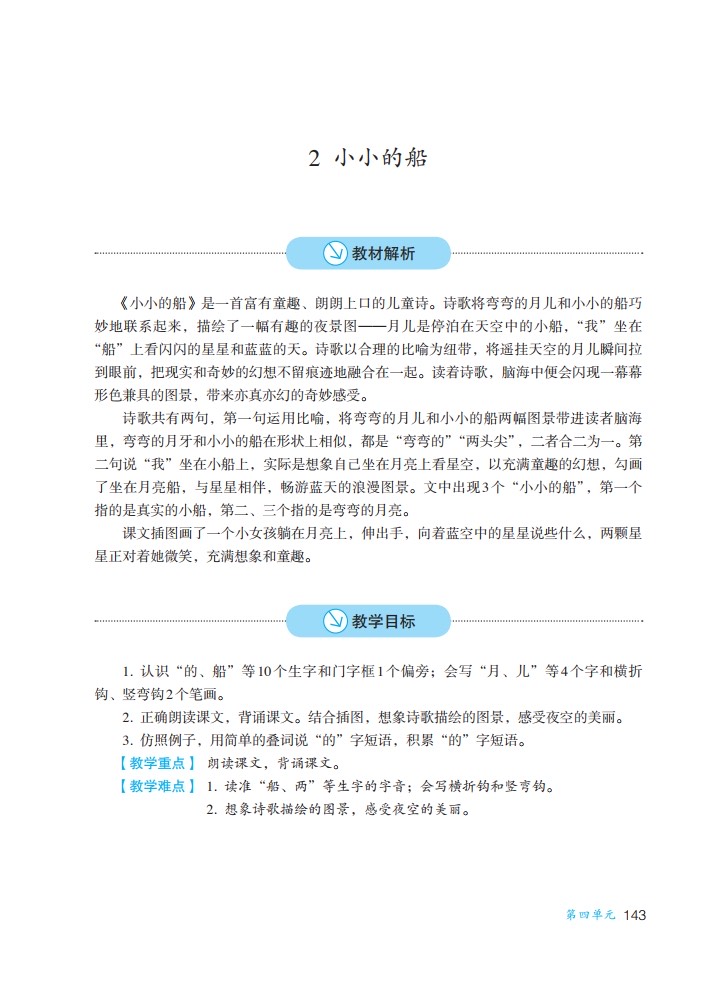 2 小小的船
教材解析
《小小的船》是一首富有童趣、朗朗上口的儿童诗。诗歌将弯弯的月儿和小小的船巧
妙地联系起来，描绘了一幅有趣的夜景图——月儿是停泊在天空中的小船，“我”坐在
“船”上看闪闪的星星和蓝蓝的天。诗歌以合理的比喻为纽带，将遥挂天空的月儿瞬间拉
到眼前，把现实和奇妙的幻想不留痕迹地融合在一起。读着诗歌，脑海中便会闪现一幕幕
形色兼具的图景，带来亦真亦幻的奇妙感受。
诗歌共有两句，第一句运用比喻，将弯弯的月儿和小小的船两幅图景带进读者脑海
里，弯弯的月牙和小小的船在形状上相似，都是“弯弯的”“两头尖”，二者合二为一。第
二句说“我”坐在小船上，实际是想象自己坐在月亮上看星空，以充满童趣的幻想，勾画
了坐在月亮船，与星星相伴，畅游蓝天的浪漫图景。文中出现3个“小小的船”，第一个
指的是真实的小船，第二、三个指的是弯弯的月亮。
课文插图画了一个小女孩躺在月亮上，伸出手，向着蓝空中的星星说些什么，两颗星
星正对着她微笑，充满想象和童趣。
教学目标
1. 认识“的、船”等10个生字和门字框1个偏旁；会写“月、儿”等4个字和横折
钩、竖弯钩2个笔画。
2. 正确朗读课文，背诵课文。结合插图，想象诗歌描绘的图景，感受夜空的美丽。
3. 仿照例子，用简单的叠词说“的”字短语，积累“的”字短语。
【教学重点】 朗读课文，背诵课文。
【教学难点】 1. 读准“船、两”等生字的字音；会写横折钩和竖弯钩。
2. 想象诗歌描绘的图景，感受夜空的美丽。
第四单元 143